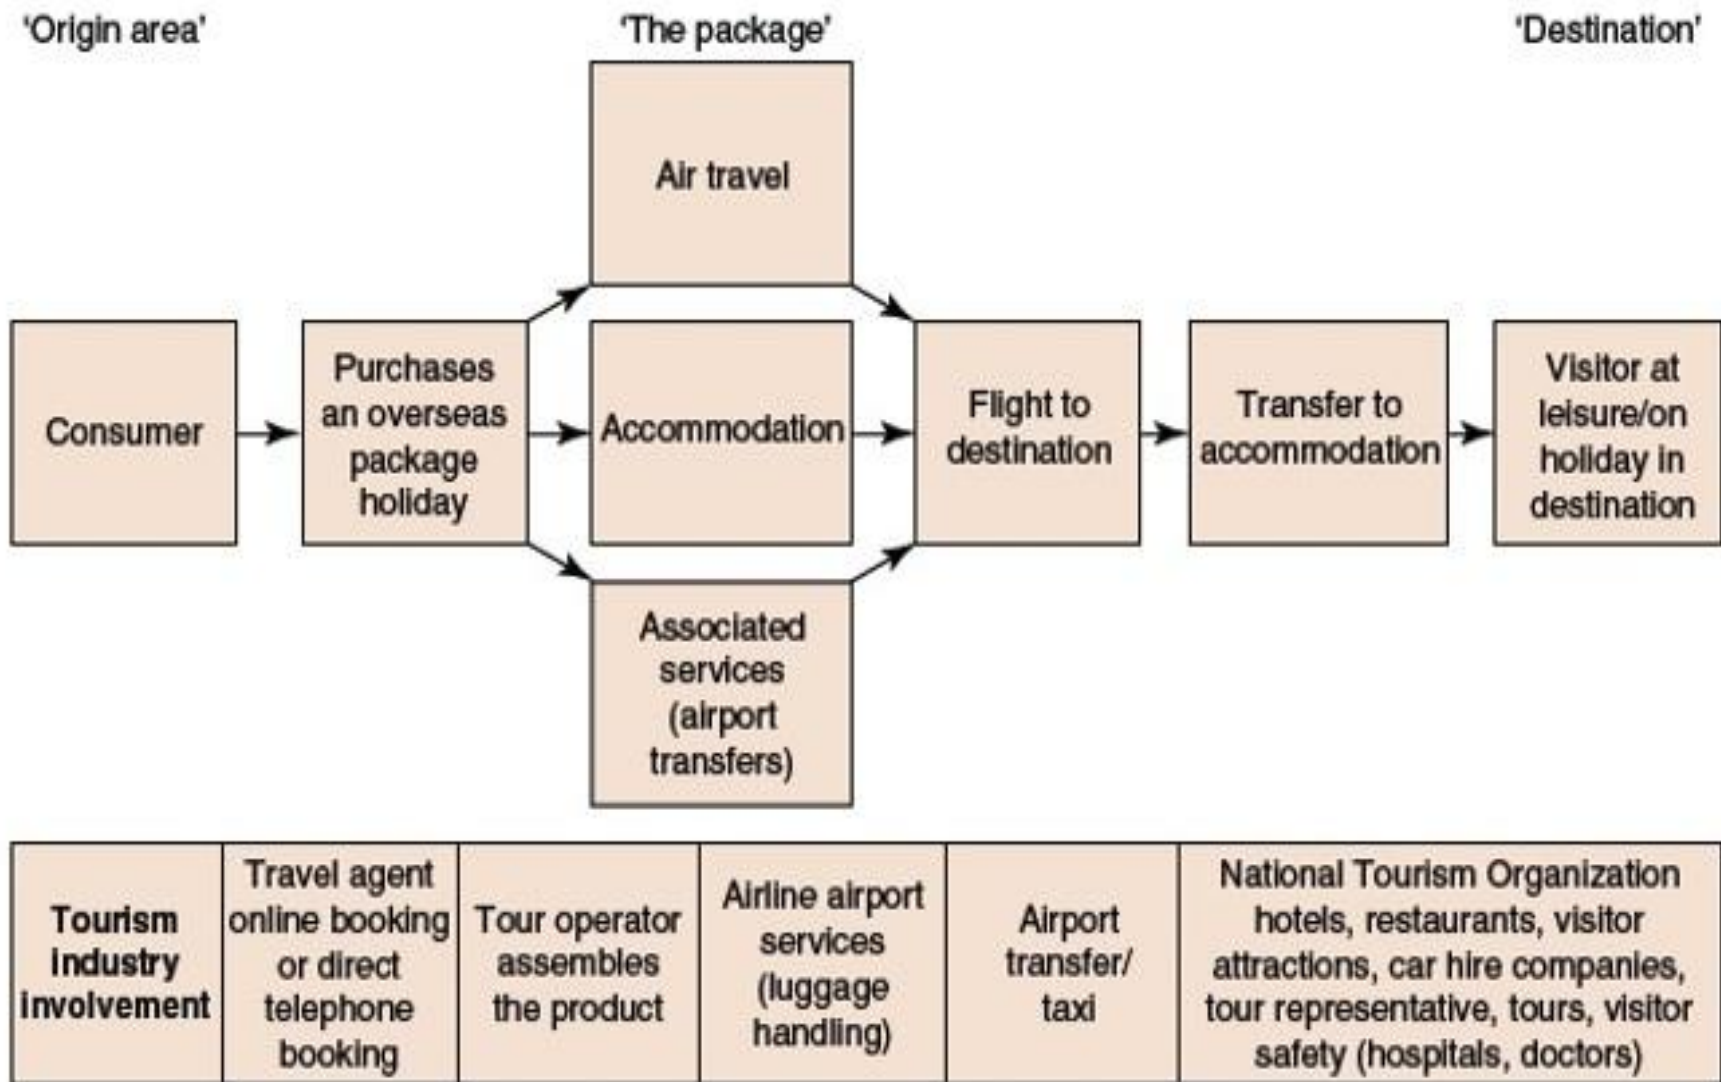 ‘Origin area’
‘The package’
‘Destination’
Air travel
Consumer
Purchases
an overseas
package
holiday
Accommodation
Flight to
destination
Transfer to
accommodation
Visitor at
leisure/on
holiday in
destination
Associated
services
(airport
transfers)
Tourism
industry
involvement
Travel agent
online booking
or direct
telephone
booking
Tour operator
assembles
the product
Airline airport
services
(luggage
handling)
Airport
transfer/
taxi
National Tourism Organization
hotels, restaurants, visitor
attractions, car hire companies,
tour representative, tours, visitor
safety (hospitals, doctors)